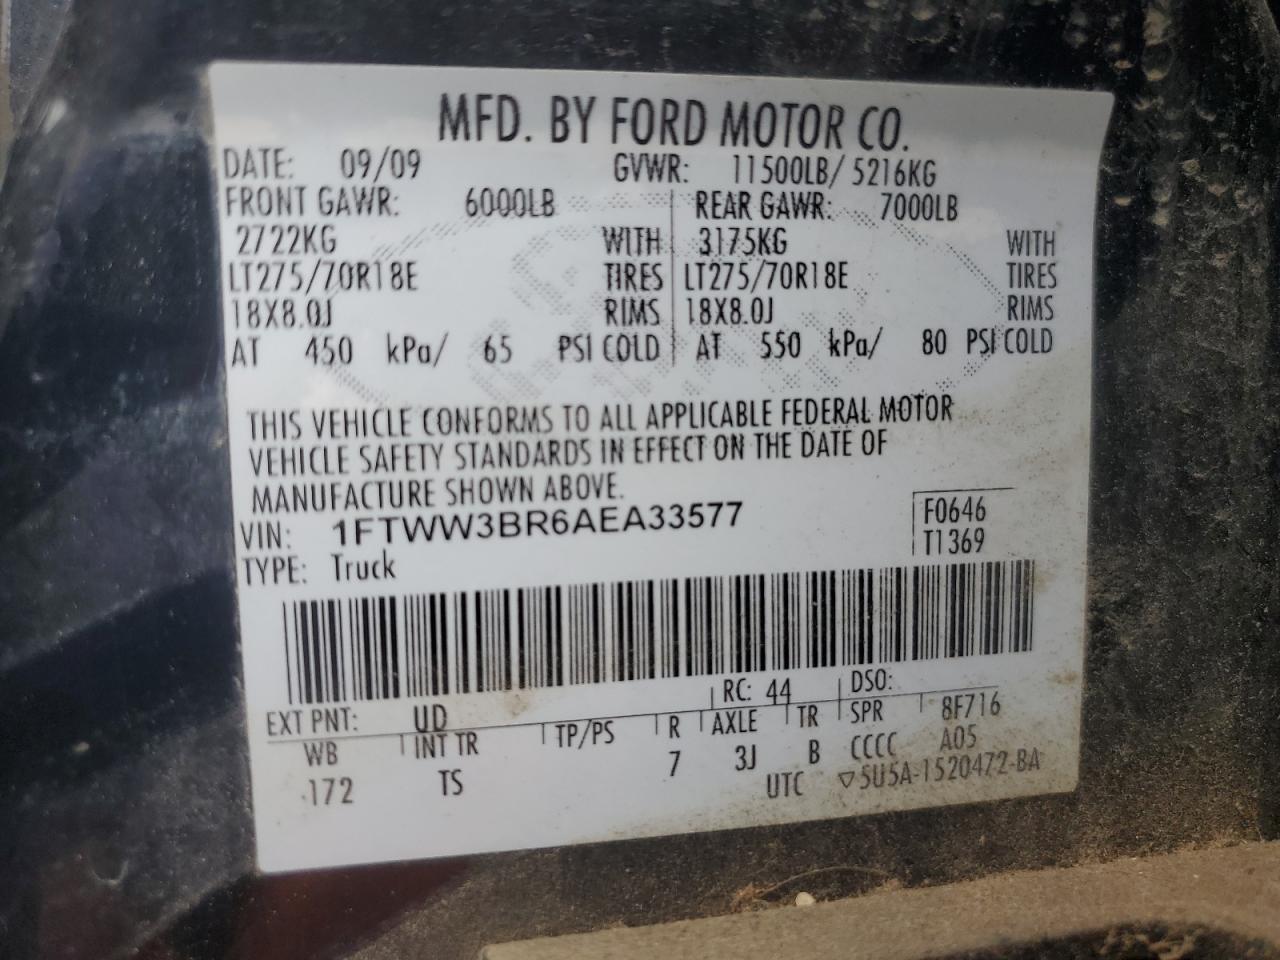 MFD. BY FORD MOTOR CO.
DATE: 09/09 GVWR: 11500LB/ 5216KG
FRONT GAWR: 6000LB REAR GAWR: 7000LB
2722KG WITH 3175KG WITH
LT275/70R18E TIRES LT275/70R18E TIRES
18X8.0J RIMS 18X8.0J RIMS
AT 450 kPa/ 65 PSI COLD AT 550 kPa/ 80 PSI COLD
THIS VEHICLE CONFORMS TO ALL APPLICABLE FEDERAL MOTOR
VEHICLE SAFETY STANDARDS IN EFFECT ON THE DATE OF
MANUFACTURE SHOWN ABOVE.
VIN: 1FTWW3BR6AEA33577 F0646
TYPE: Truck T1369
EXT PNT: UD RC: 44 DSO:
WB INT TR TP/PS R AXLE TR SPR 8F716
172 TS 7 3J B CCCC A05
UTC ▽5U5A-1520472-BA